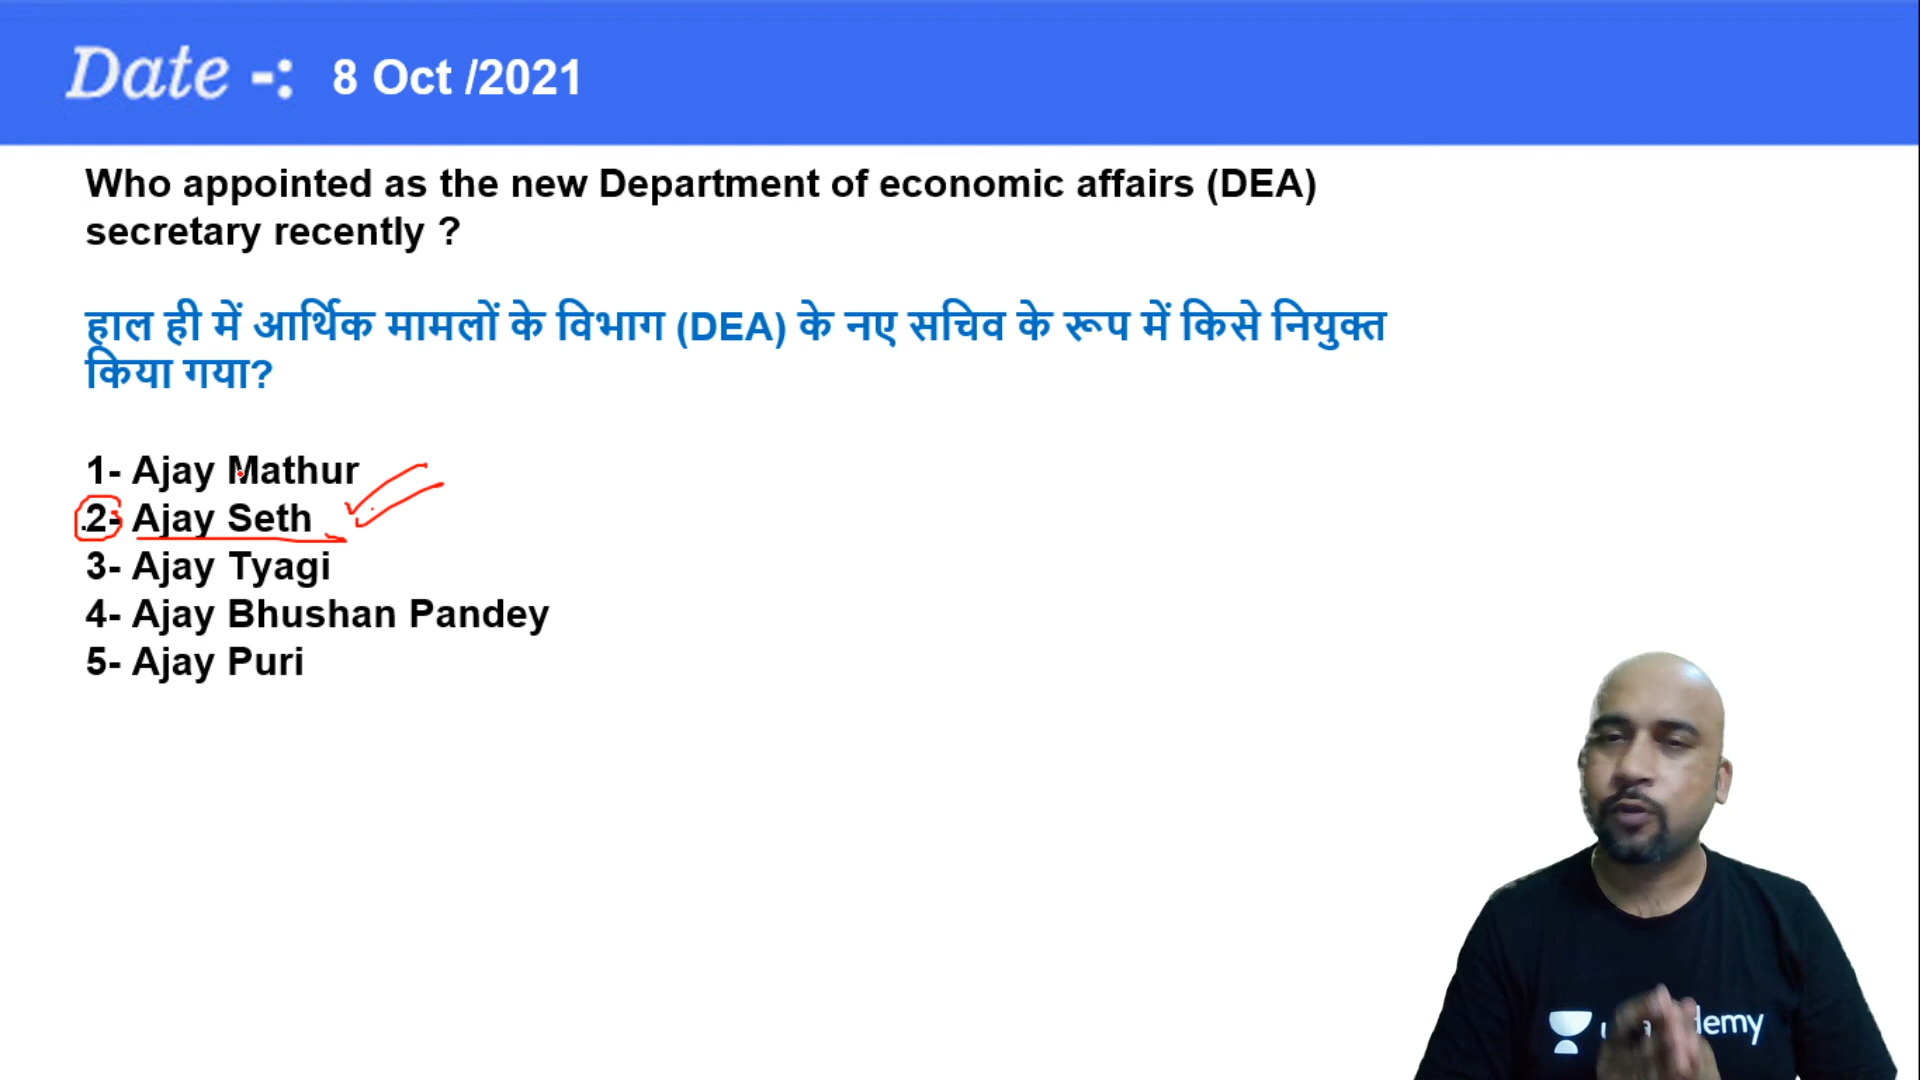 Date -: 8 Oct /2021
Who appointed as the new Department of economic affairs (DEA)
secretary recently ?
हाल ही में आर्थिक मामलों के विभाग (DEA) के नए सचिव के रूप में किसे नियुक्त
किया गया?
1- Ajay Mathur
2- Ajay Seth
3- Ajay Tyagi
4- Ajay Bhushan Pandey
5- Ajay Puri